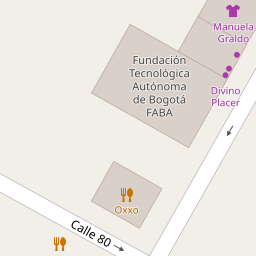 Manuela
Graldo
Fundación
Tecnológica
Autónoma
de Bogotá
FABA
Divino
Placer
Oxxo
Calle 80